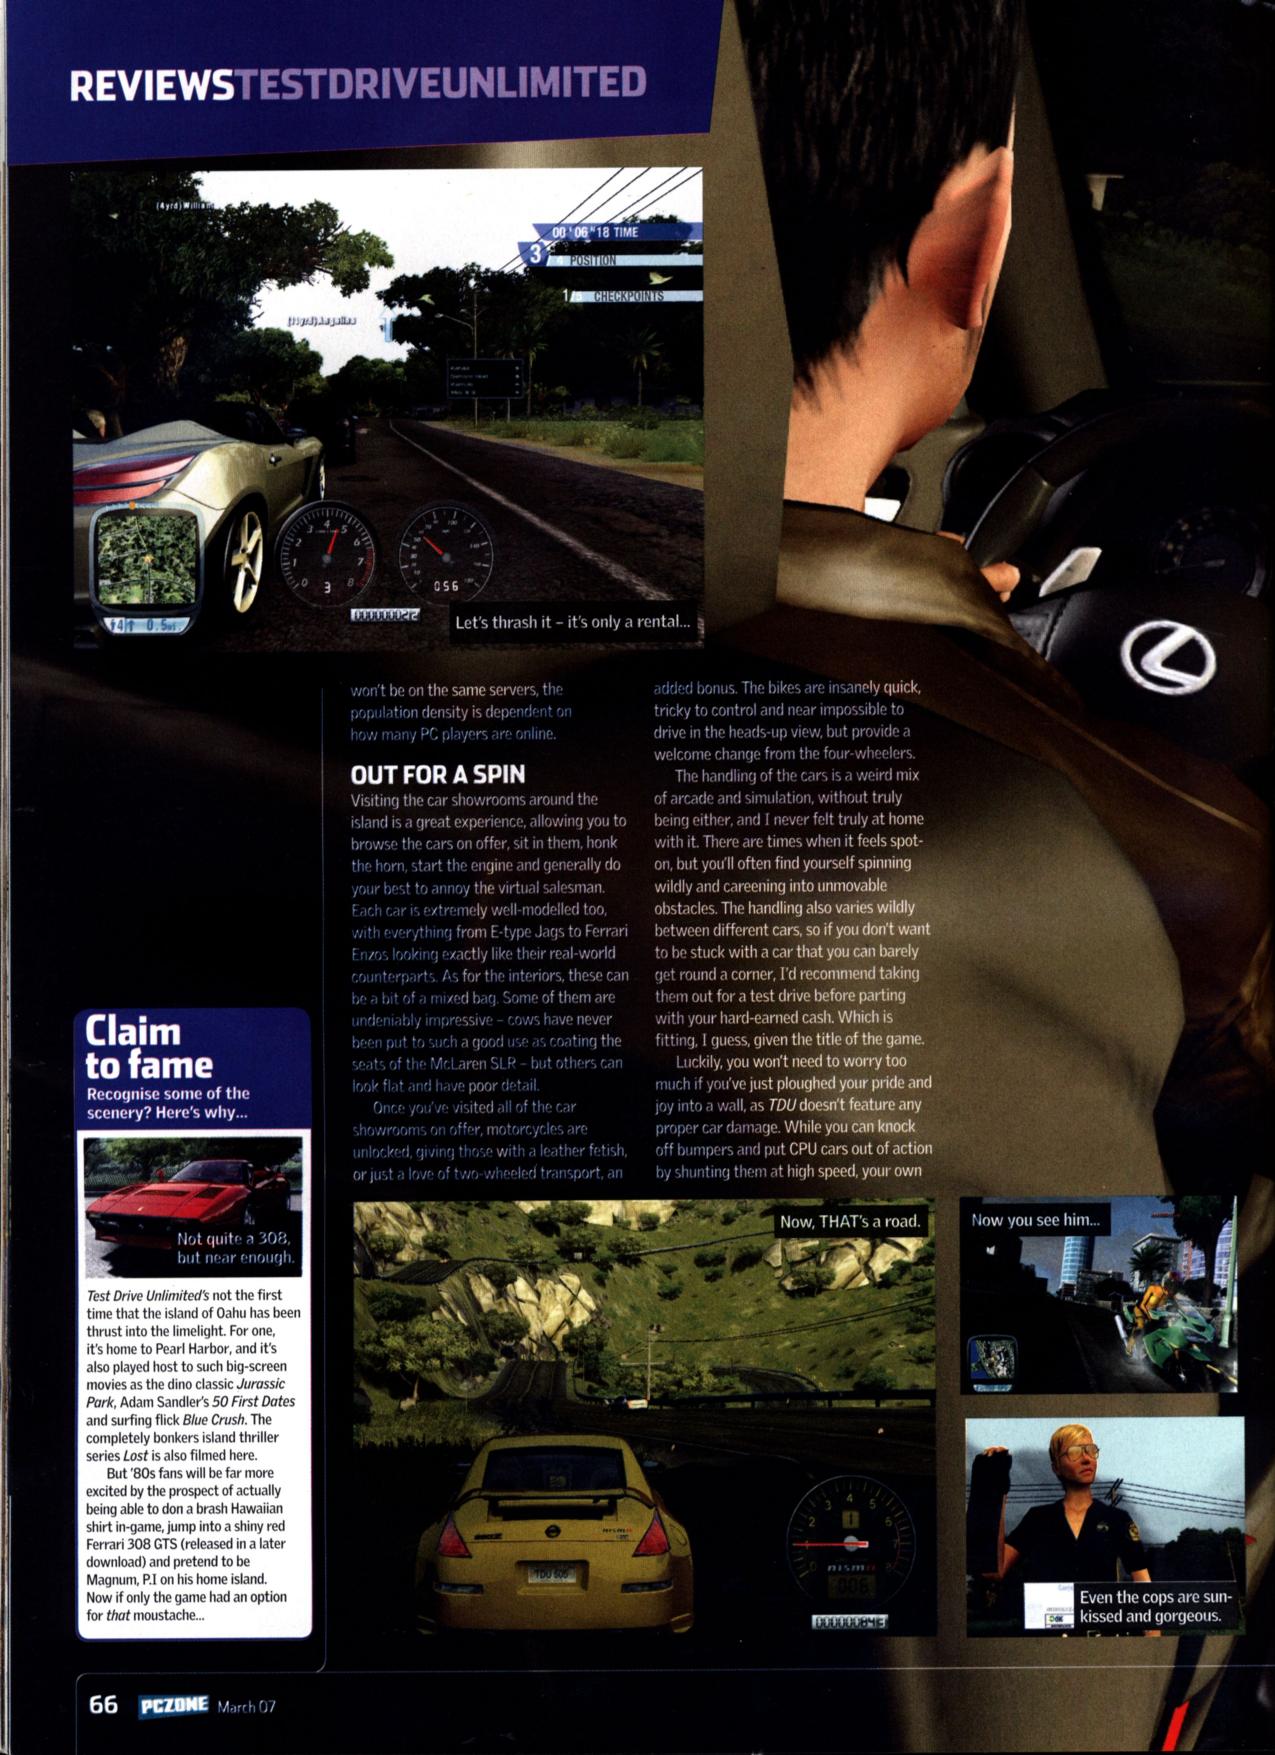 REVIEWSTESTDRIVEUNLIMITED
00'06"18 TIME
3
POSITION
CHECKPOINTS
056
Let's thrash it – it's only a rental...
won't be on the same servers, the
population density is dependent on
how many PC players are online.
OUT FOR A SPIN
Visiting the car showrooms around the
island is a great experience, allowing you to
browse the cars on offer, sit in them, honk
the horn, start the engine and generally do
your best to annoy the virtual salesman.
Each car is extremely well-modelled too,
with everything from E-type Jags to Ferrari
Enzos looking exactly like their real-world
counterparts. As for the interiors, these can
be a bit of a mixed bag. Some of them are
undeniably impressive – cows have never
been put to such a good use as coating the
seats of the McLaren SLR – but others can
look flat and have poor detail.
Once you've visited all of the car
showrooms on offer, motorcycles are
unlocked, giving those with a leather fetish,
or just a love of two-wheeled transport, an
added bonus. The bikes are insanely quick,
tricky to control and near impossible to
drive in the heads-up view, but provide a
welcome change from the four-wheelers.
The handling of the cars is a weird mix
of arcade and simulation, without truly
being either, and I never felt truly at home
with it. There are times when it feels spot-
on, but you'll often find yourself spinning
wildly and careening into unmovable
obstacles. The handling also varies wildly
between different cars, so if you don't want
to be stuck with a car that you can barely
get round a corner, I'd recommend taking
them out for a test drive before parting
with your hard-earned cash. Which is
fitting, I guess, given the title of the game.
Luckily, you won't need to worry too
much if you've just ploughed your pride and
joy into a wall, as TDU doesn't feature any
proper car damage. While you can knock
off bumpers and put CPU cars out of action
by shunting them at high speed, your own
Claim
to fame
Recognise some of the
scenery? Here's why...
Not quite a 308,
but near enough.
Test Drive Unlimited's not the first
time that the island of Oahu has been
thrust into the limelight. For one,
it's home to Pearl Harbor, and it's
also played host to such big-screen
movies as the dino classic Jurassic
Park, Adam Sandler's 50 First Dates
and surfing flick Blue Crush. The
completely bonkers island thriller
series Lost is also filmed here.
But '80s fans will be far more
excited by the prospect of actually
being able to don a brash Hawaiian
shirt in-game, jump into a shiny red
Ferrari 308 GTS (released in a later
download) and pretend to be
Magnum, P.I on his home island.
Now if only the game had an option
for that moustache...
Now, THAT's a road.
nismo
Now you see him...
Even the cops are sun-
kissed and gorgeous.
66 PCZONE March 07